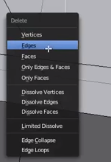 Delete
Vertices
Edges
Faces
Only Edges & Faces
Only Faces
Dissolve Vertices
Dissolve Edges
Dissolve Faces
Limited Dissolve
Edge Collapse
Edge Loops